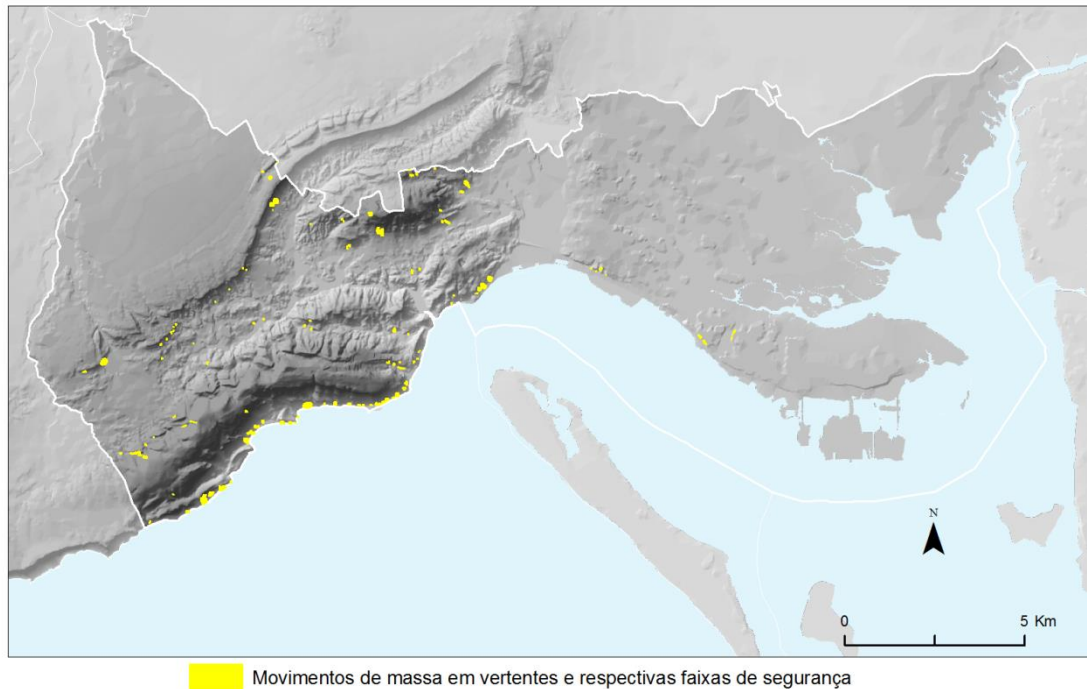 N
0 5 Km
Movimentos de massa em vertentes e respectivas faixas de segurança